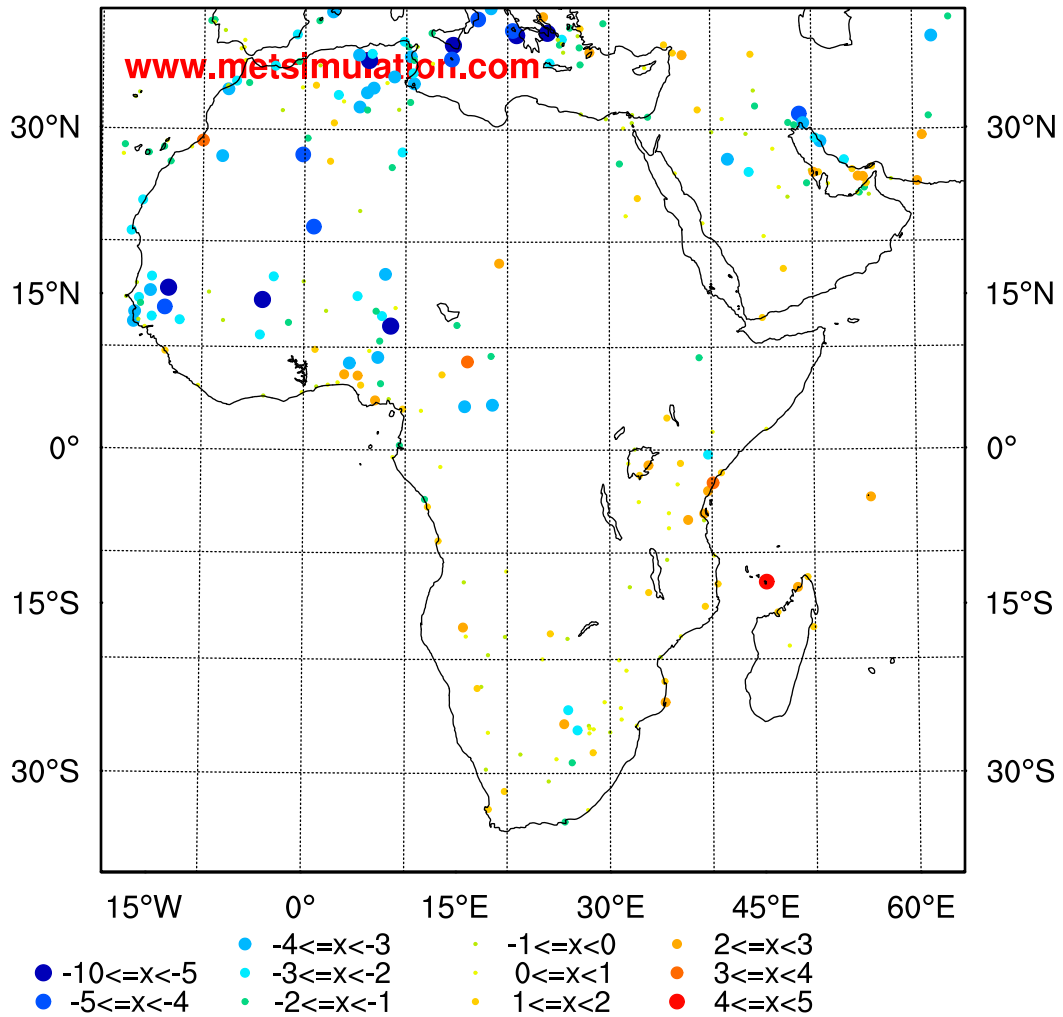 www.metsimulation.com
30°N 30°N
15°N 15°N
0° 0°
15°S 15°S
30°S 30°S
15°W 0° 15°E 30°E 45°E 60°E
-4<=x<-3 -1<=x<0 2<=x<3
-10<=x<-5 -3<=x<-2 0<=x<1 3<=x<4
-5<=x<-4 -2<=x<-1 1<=x<2 4<=x<5